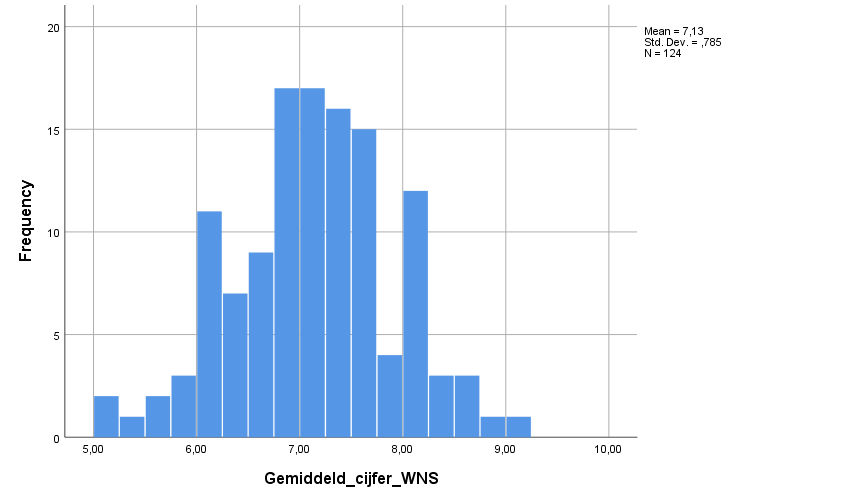 Mean = 7,13
Std. Dev. = ,785
N = 124
20
15
10
5
0
Frequency
5,00 6,00 7,00 8,00 9,00 10,00
Gemiddeld_cijfer_WNS